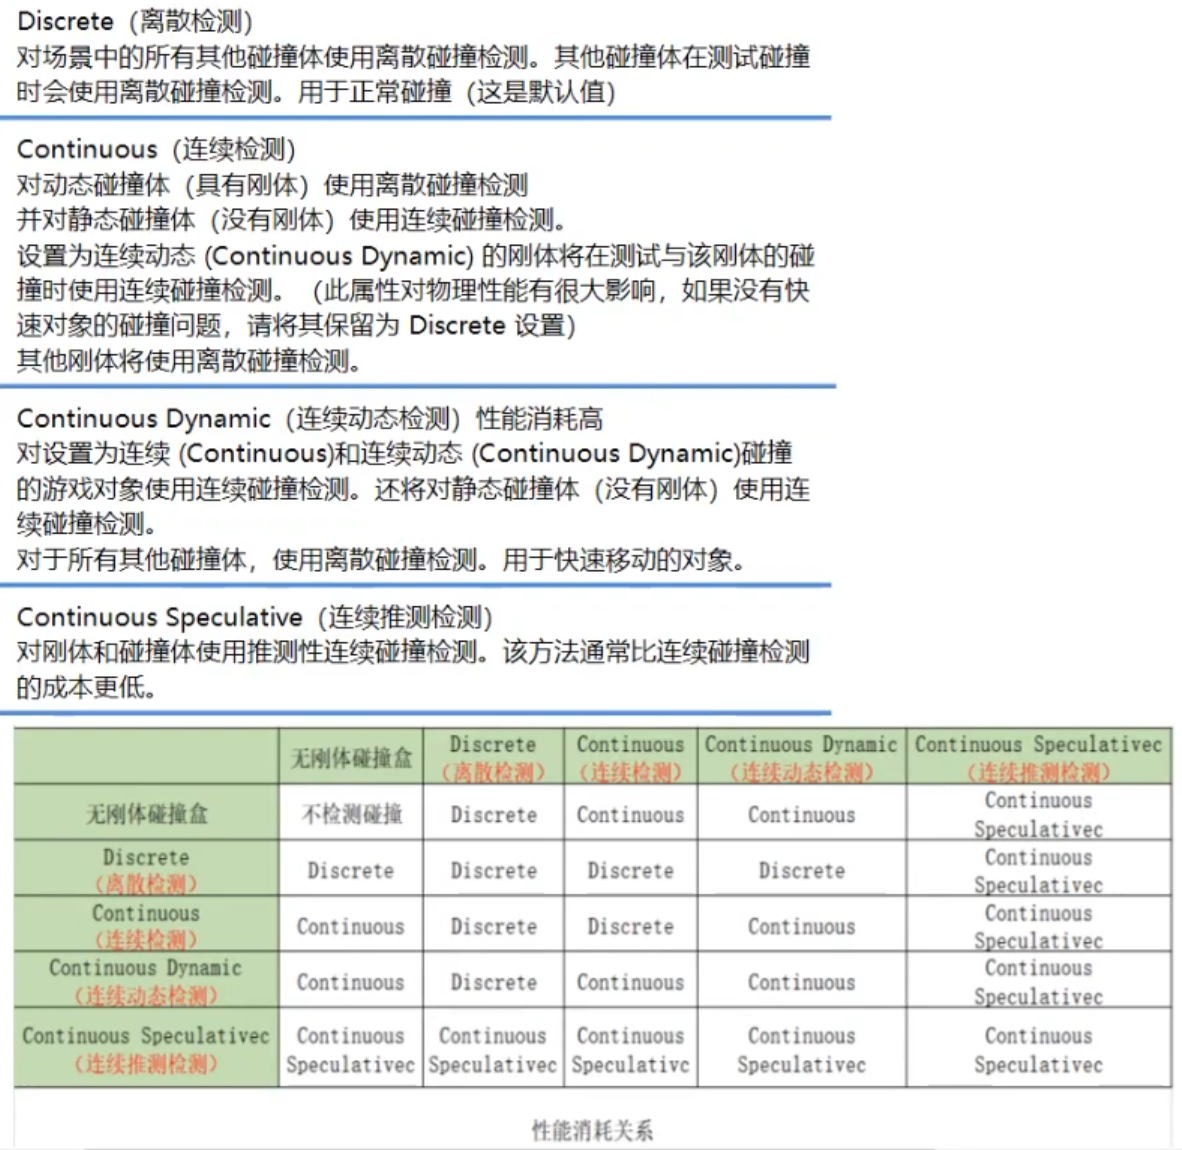 Discrete（离散检测）
对场景中的所有其他碰撞体使用离散碰撞检测。其他碰撞体在测试碰撞
时会使用离散碰撞检测。用于正常碰撞（这是默认值）
Continuous（连续检测）
对动态碰撞体（具有刚体）使用离散碰撞检测
并对静态碰撞体（没有刚体）使用连续碰撞检测。
设置为连续动态 (Continuous Dynamic) 的刚体将在测试与该刚体的碰
撞时使用连续碰撞检测。（此属性对物理性能有很大影响，如果没有快
速对象的碰撞问题，请将其保留为 Discrete 设置）
其他刚体将使用离散碰撞检测。
Continuous Dynamic（连续动态检测）性能消耗高
对设置为连续 (Continuous)和连续动态 (Continuous Dynamic)碰撞
的游戏对象使用连续碰撞检测。还将对静态碰撞体（没有刚体）使用连
续碰撞检测。
对于所有其他碰撞体，使用离散碰撞检测。用于快速移动的对象。
Continuous Speculative（连续推测检测）
对刚体和碰撞体使用推测性连续碰撞检测。该方法通常比连续碰撞检测
的成本更低。
无刚体碰撞盒
Discrete
（离散检测）
Continuous
（连续检测）
Continuous Dynamic
（连续动态检测）
Continuous Speculativec
（连续推测检测）
无刚体碰撞盒
不检测碰撞
Discrete
Continuous
Continuous
Continuous
Speculativec
Discrete
（离散检测）
Discrete
Discrete
Discrete
Discrete
Continuous
Speculativec
Continuous
（连续检测）
Continuous
Discrete
Discrete
Continuous
Continuous
Speculativec
Continuous Dynamic
（连续动态检测）
Continuous
Discrete
Continuous
Continuous
Continuous
Speculativec
Continuous Speculativec
（连续推测检测）
Continuous
Speculativec
Continuous
Speculativec
Continuous
Speculativc
Continuous
Speculativec
Continuous
Speculativec
性能消耗关系